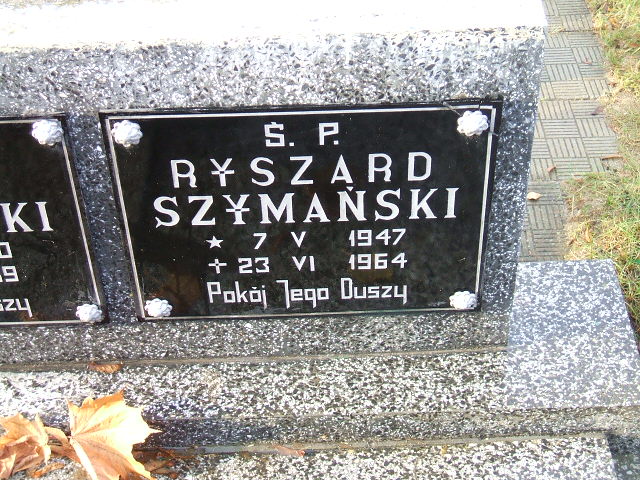 Ś. P.
RYSZARD
SZYMAŃSKI
* 7 V 1947
+ 23 VI 1964
Pokój Jego Duszy